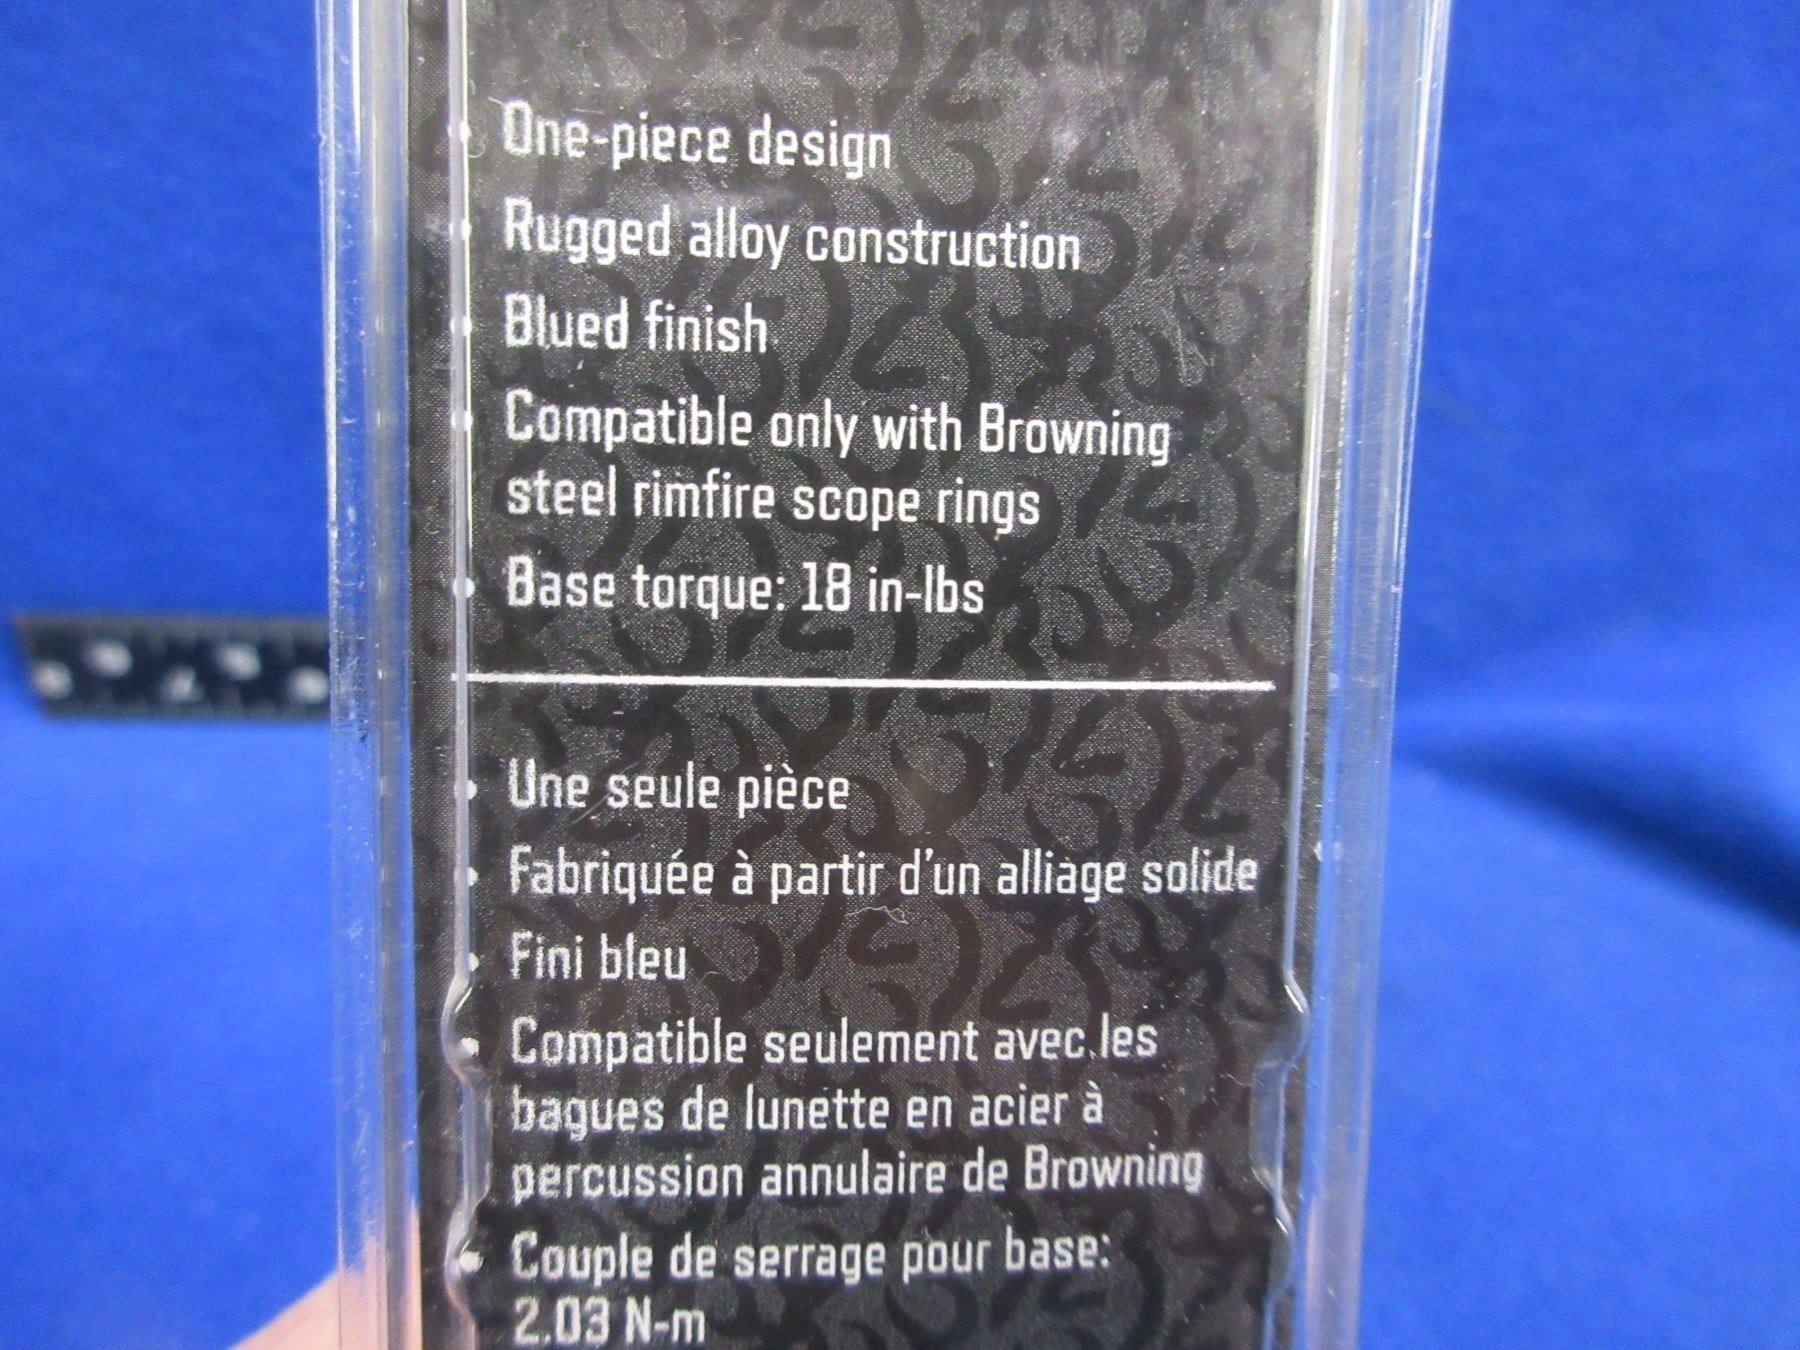 • One-piece design
• Rugged alloy construction
• Blued finish
• Compatible only with Browning
steel rimfire scope rings
• Base torque: 18 in-lbs
• Une seule pièce
• Fabriquée à partir d'un alliage solide
• Fini bleu
• Compatible seulement avec les
bagues de lunette en acier à
percussion annulaire de Browning
• Couple de serrage pour base:
2.03 N-m